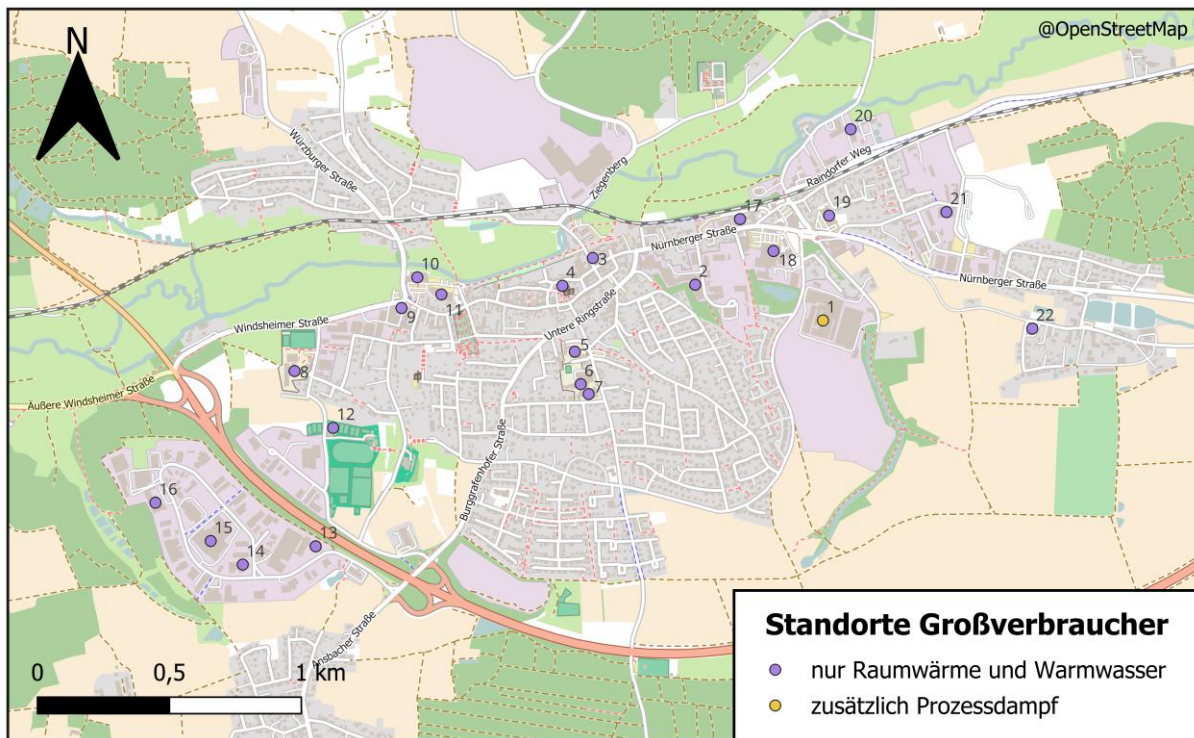 @OpenStreetMap
N
20
Würzburger Straße
Raindorfer Weg
Ziegenberg
17
19
21
Nürnberger Straße
3
18
10
4
2
Nürnberger Straße
11
9
1
Windsheimer Straße
Untere Ringstraße
22
5
8
6
7
Äußere Windsheimer Straße
12
Burggrafenhofer Straße
16
15
13
14
Ansbacher Straße
Standorte Großverbraucher
0 0,5 1 km
nur Raumwärme und Warmwasser
zusätzlich Prozessdampf